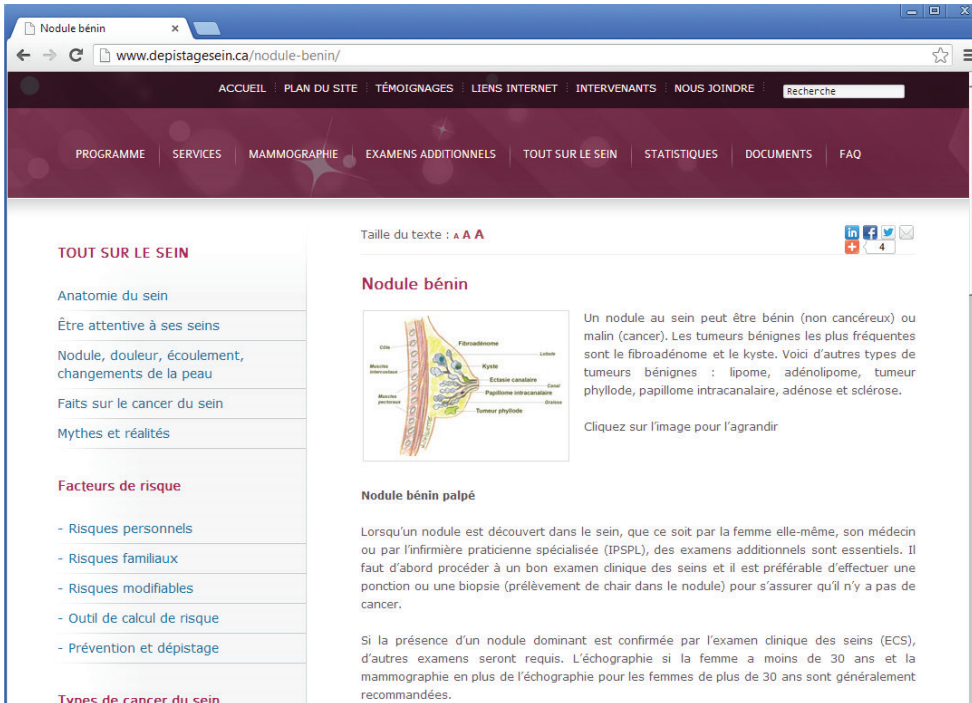 Nodule bénin
www.depistagesein.ca/nodule-benin/
ACCUEIL PLAN DU SITE TÉMOIGNAGES LIENS INTERNET INTERVENANTS NOUS JOINDRE Recherche
PROGRAMME SERVICES MAMMOGRAPHIE EXAMENS ADDITIONNELS TOUT SUR LE SEIN STATISTIQUES DOCUMENTS FAQ
TOUT SUR LE SEIN
Anatomie du sein
Être attentive à ses seins
Nodule, douleur, écoulement,
changements de la peau
Faits sur le cancer du sein
Mythes et réalités
Facteurs de risque
- Risques personnels
- Risques familiaux
- Risques modifiables
- Outil de calcul de risque
- Prévention et dépistage
Types de cancer du sein
Taille du texte : A A A
4
Nodule bénin
Fibroadénome
Côte
Lobule
Muscles
intercostaux
Kyste
Ectasie canalaire
Canal
Papillome intracanalaire
Muscles
pectoraux
Graisse
Tumeur phyllode
Un nodule au sein peut être bénin (non cancéreux) ou
malin (cancer). Les tumeurs bénignes les plus fréquentes
sont le fibroadénome et le kyste. Voici d'autres types de
tumeurs bénignes : lipome, adénolipome, tumeur
phyllode, papillome intracanalaire, adénose et sclérose.
Cliquez sur l'image pour l'agrandir
Nodule bénin palpé
Lorsqu'un nodule est découvert dans le sein, que ce soit par la femme elle-même, son médecin
ou par l'infirmière praticienne spécialisée (IPSPL), des examens additionnels sont essentiels. Il
faut d'abord procéder à un bon examen clinique des seins et il est préférable d'effectuer une
ponction ou une biopsie (prélèvement de chair dans le nodule) pour s'assurer qu'il n'y a pas de
cancer.
Si la présence d'un nodule dominant est confirmée par l'examen clinique des seins (ECS),
d'autres examens seront requis. L'échographie si la femme a moins de 30 ans et la
mammographie en plus de l'échographie pour les femmes de plus de 30 ans sont généralement
recommandées.